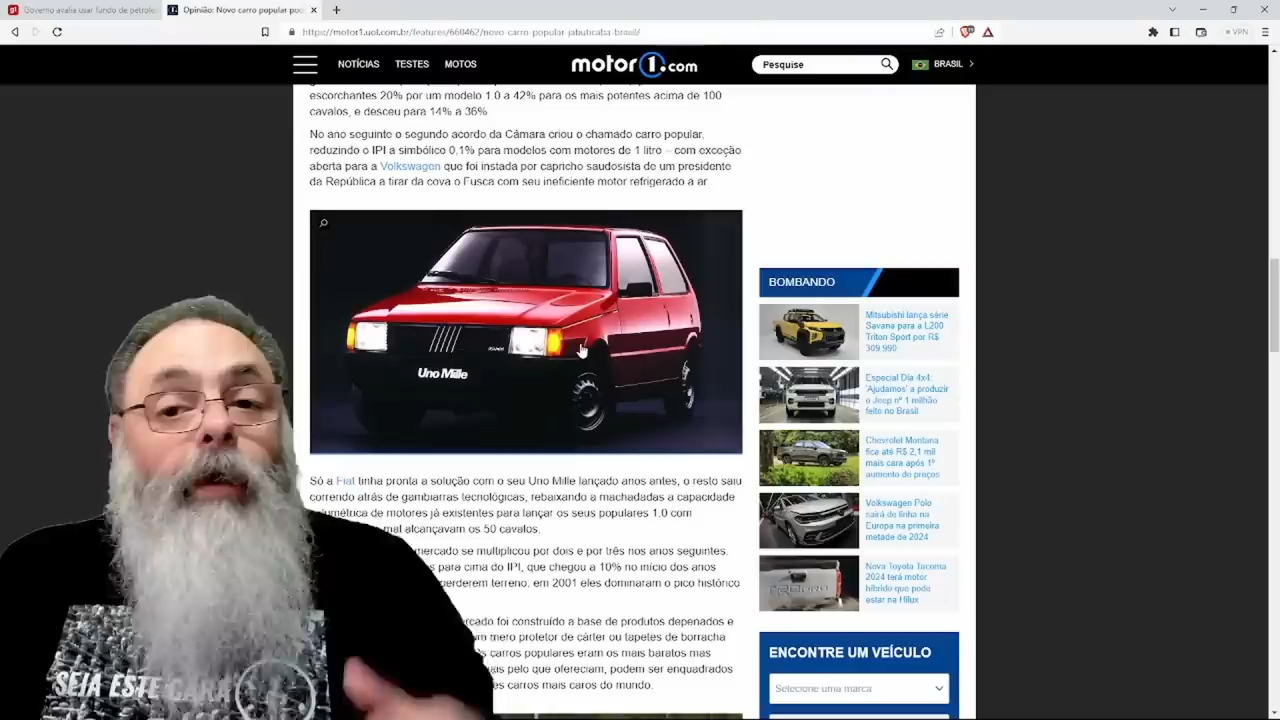 Governo avalia usar fundo de petróleo
Opinião: Novo carro popular pod
https://motor1.uol.com.br/features/660462/novo-carro-popular-jabuticaba-brasil/
VPN
NOTÍCIAS
TESTES
MOTOS
motor1.com
Pesquise
BRASIL
escorchantes 20% por um modelo 1.0 a 42% para os mais potentes acima de 100
cavalos, e desceu para 14% a 36%
No ano seguinte o segundo acordo da Câmara criou o chamado carro popular,
reduzindo o IPI a simbólico 0,1% para modelos com motores de 1 litro – com exceção
aberta para a Volkswagen que foi instada por capricho saudosista de um presidente
da República a tirar da cova o Fusca com seu ineficiente motor refrigerado a ar
Uno Mille
Só a Fiat tinha pronta a solução com o seu Uno Mille lançado anos antes, o resto saiu
correndo atrás de gambiarras tecnológicas, rebaixando a machadadas a capacidade
volumétrica de motores já existentes para lançar os seus populares 1.0 com
mal alcançavam os 50 cavalos.
mercado se multiplicou por dois e por três nos anos seguintes.
s para cima do IPI, que chegou a 10% no início dos anos
perderem terreno, em 2001 eles dominaram o pico histórico
rcado foi construído a base de produtos depenados e
um mero protetor de cárter ou tapetes de borracha
s carros populares eram os mais baratos mas
ais pelo que ofereciam, podem ser enquadrados
es carros mais caros do mundo.
BOMBANDO
Mitsubishi lança série
Savana para a L200
Triton Sport por R$
309.990
Especial Dia 4x4:
'Ajudamos' a produzir
o Jeep nº 1 milhão
feito no Brasil
Chevrolet Montana
fica até R$ 2,1 mil
mais cara após 1º
aumento de preços
Volkswagen Polo
sairá de linha na
Europa na primeira
metade de 2024
Nova Toyota Tacoma
2024 terá motor
híbrido que pode
estar na Hilux
ENCONTRE UM VEÍCULO
Selecione uma marca
SEJA ESTE CARA